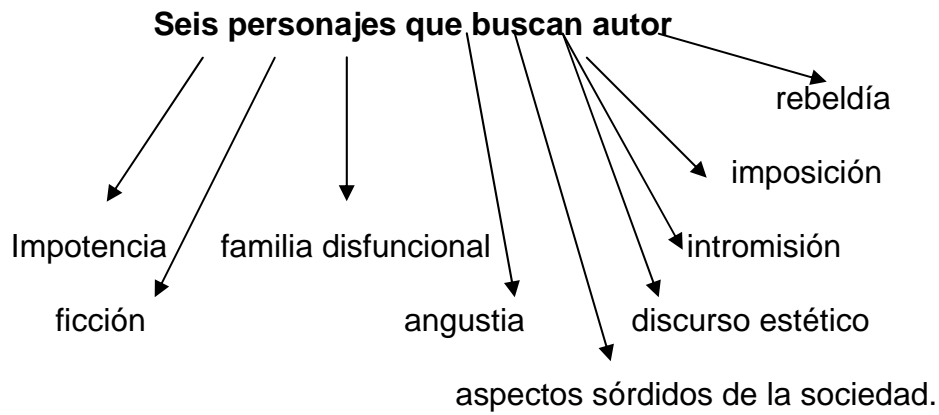 Seis personajes que buscan autor
rebeldía
imposición
Impotencia familia disfuncional intromisión
ficción angustia discurso estético
aspectos sórdidos de la sociedad.